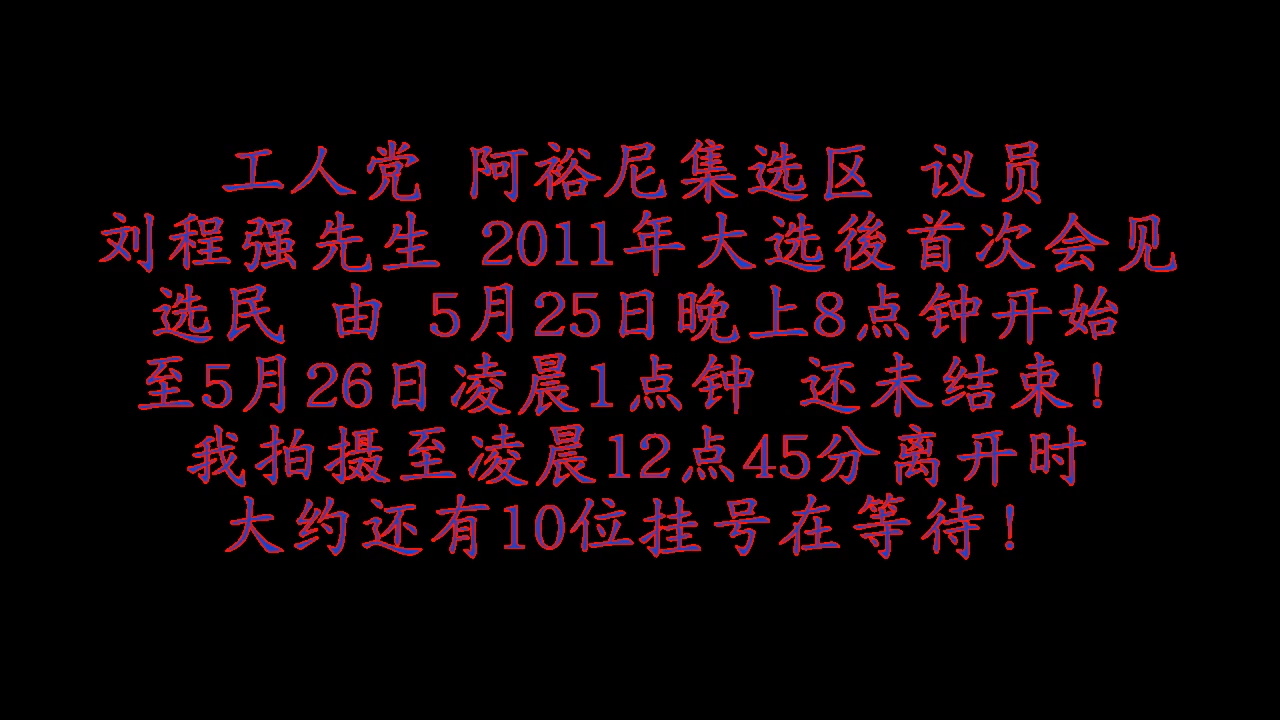 工人党 阿裕尼集选区 议员
刘程强先生 2011年大选後首次会见
选民 由 5月25日晚上8点钟开始
至5月26日凌晨1点钟 还未结束!
我拍摄至凌晨12点45分离开时
大约还有10位挂号在等待!